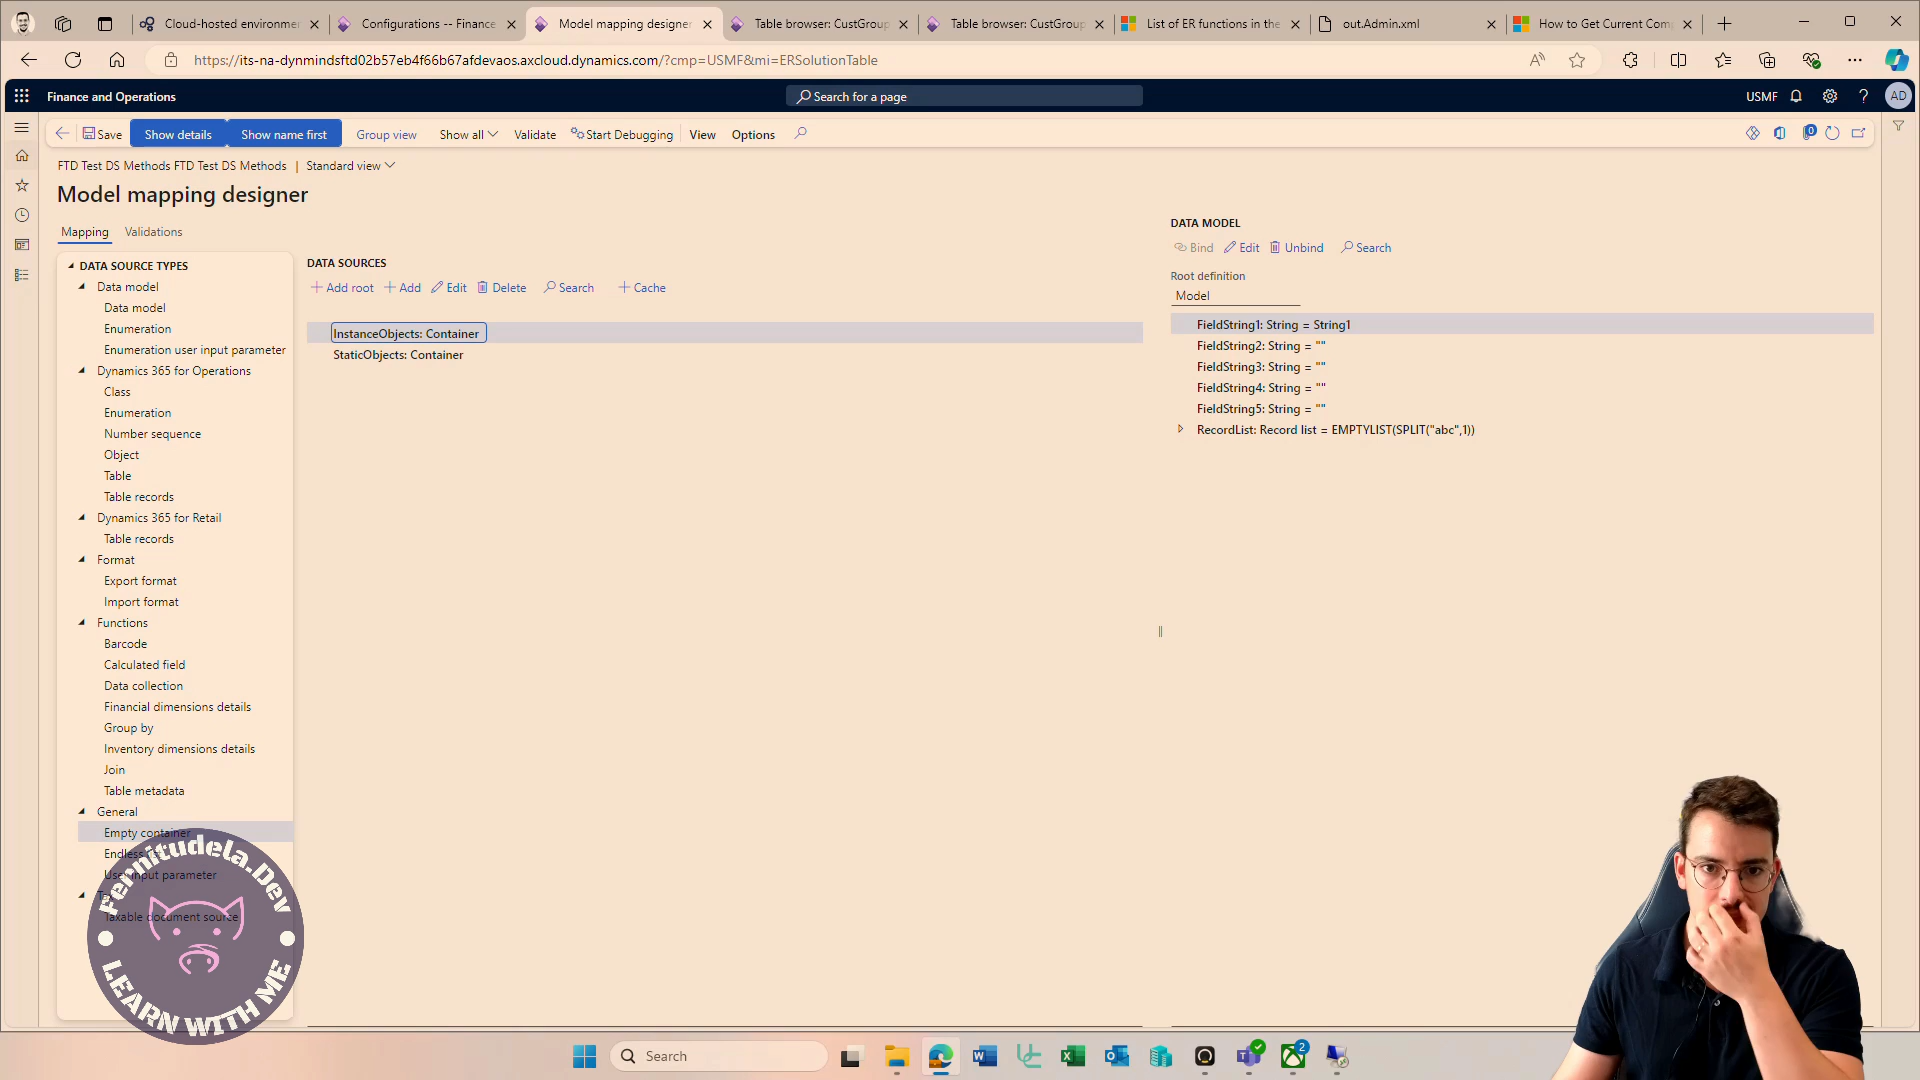 Cloud-hosted environmen
Configurations -- Finance
Model mapping designer
Table browser: CustGroup
Table browser: CustGroup
List of ER functions in the
out.Admin.xml
How to Get Current Comp
https://its-na-dynmindsftd02b57eb4f66b67afdevaos.axcloud.dynamics.com/?cmp=USMF&mi=ERSolutionTable
Finance and Operations
Search for a page
USMF
AD
Save
Show details
Show name first
Group view
Show all
Validate
Start Debugging
View
Options
0
FTD Test DS Methods FTD Test DS Methods | Standard view
Model mapping designer
Mapping
Validations
DATA SOURCE TYPES
Data model
Data model
Enumeration
Enumeration user input parameter
Dynamics 365 for Operations
Class
Enumeration
Number sequence
Object
Table
Table records
Dynamics 365 for Retail
Table records
Format
Export format
Import format
Functions
Barcode
Calculated field
Data collection
Financial dimensions details
Group by
Inventory dimensions details
Join
Table metadata
General
Empty container
Endless
User input parameter
Taxable document source
Fernitudela.Dev
LEARN WITH ME
DATA SOURCES
Add root
Add
Edit
Delete
Search
Cache
InstanceObjects: Container
StaticObjects: Container
DATA MODEL
Bind
Edit
Unbind
Search
Root definition
Model
FieldString1: String = String1
FieldString2: String = ""
FieldString3: String = ""
FieldString4: String = ""
FieldString5: String = ""
RecordList: Record list = EMPTYLIST(SPLIT("abc",1))
Search
2